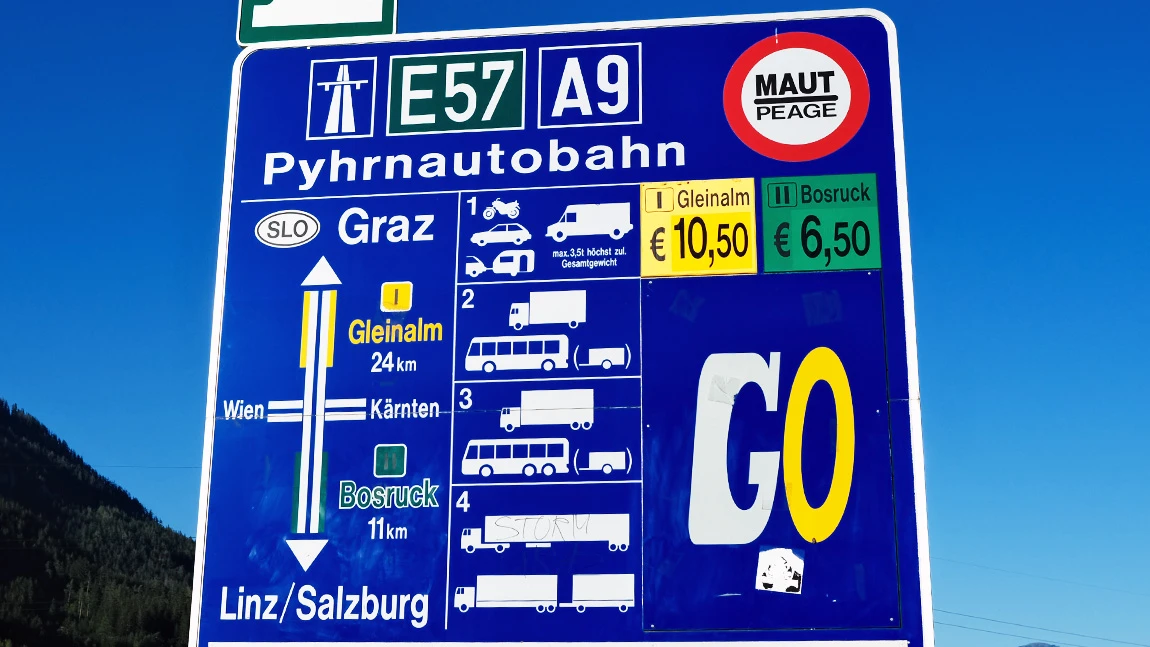 E57 A9
MAUT
PEAGE
Pyhrnautobahn
SLO Graz
I
Gleinalm
24 km
Wien
Kärnten
II
Bosruck
11 km
Linz/Salzburg
1
max. 3,5t höchst zul.
Gesamtgewicht
2
3
4
STORM
I Gleinalm
€ 10,50
II Bosruck
€ 6,50
GO